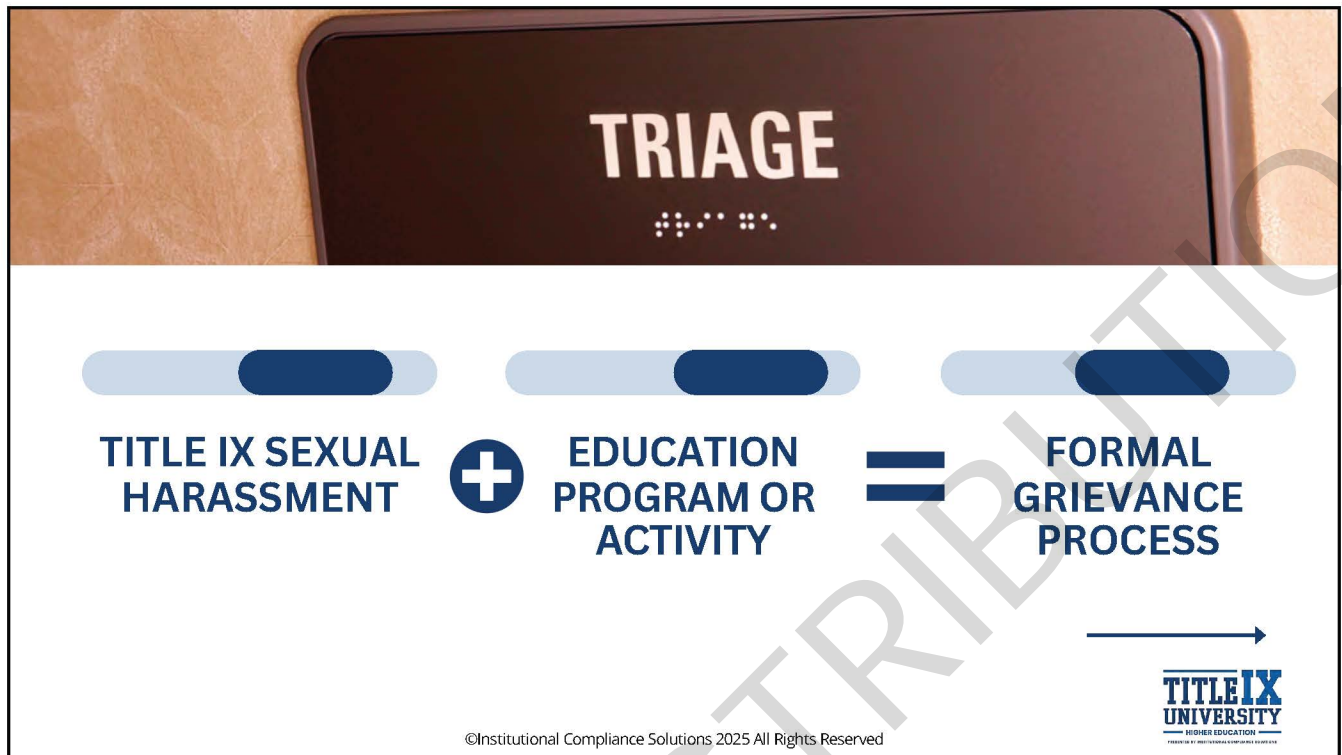 TRIAGE
TITLE IX SEXUAL
HARASSMENT
EDUCATION
PROGRAM OR
ACTIVITY
FORMAL
GRIEVANCE
PROCESS
TITLE IX
UNIVERSITY
HIGHER EDUCATION
©Institutional Compliance Solutions 2025 All Rights Reserved